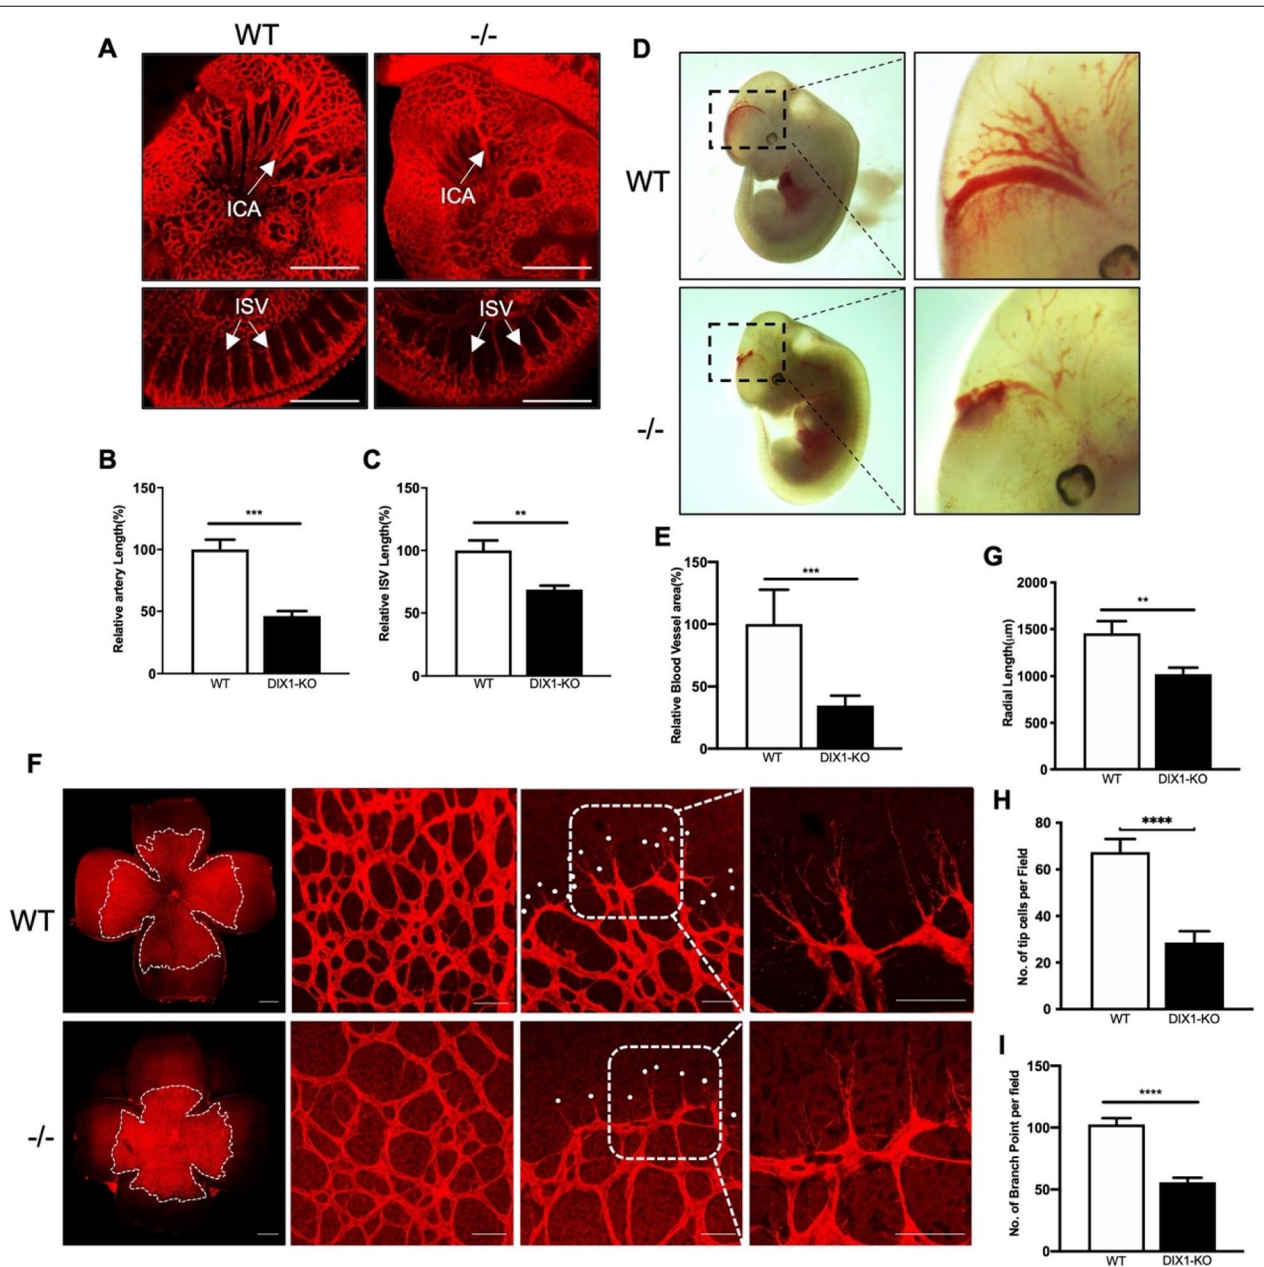 A
WT
-/-
ICA
ICA
ISV
ISV
D
WT
-/-
B
Relative artery Length(%)
150
100
50
0
***
WT
DIX1-KO
C
Relative ISV Length(%)
150
100
50
0
**
WT
DIX1-KO
E
Relative Blood Vessel area(%)
150
100
50
0
***
WT
DIX1-KO
G
Radial Length(μm)
2000
1500
1000
500
0
**
WT
DIX1-KO
F
WT
-/-
H
No. of tip cells per Field
80
60
40
20
0
****
WT
DIX1-KO
I
No. of Branch Point per field
150
100
50
0
****
WT
DIX1-KO